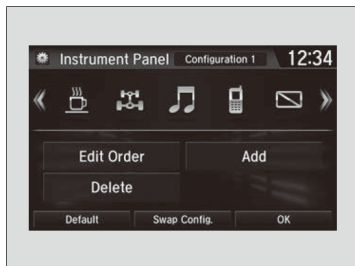 Instrument Panel Configuration 1 12:34
Edit Order Add
Delete
Default Swap Config. OK